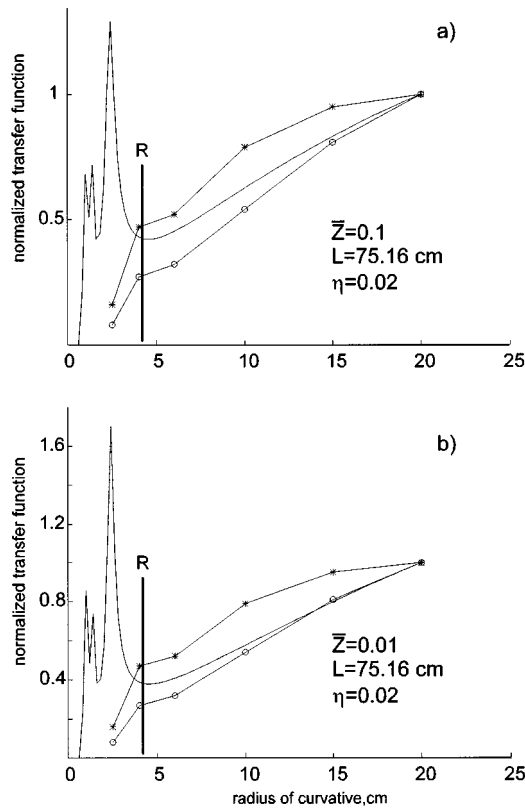 a)
normalized transfer function
1
0.5
R
Z̅=0.1
L=75.16 cm
η=0.02
0 5 10 15 20 25
b)
normalized transfer function
1.6
1.2
0.8
0.4
R
Z̅=0.01
L=75.16 cm
η=0.02
0 5 10 15 20 25
radius of curvative,cm